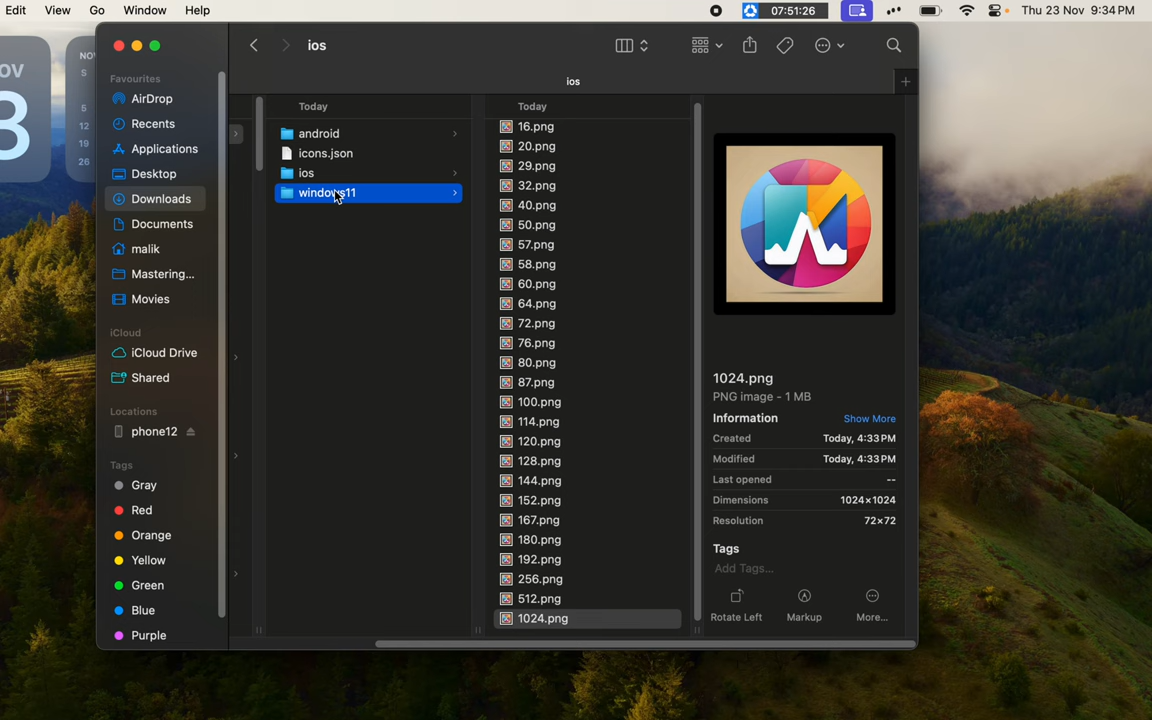 Edit View Go Window Help 07:51:26 Thu 23 Nov 9:34 PM
NOV
S
5
12
19
26
OV
3
ios
ios
Favourites
AirDrop
Recents
Applications
Desktop
Downloads
Documents
malik
Mastering...
Movies
iCloud
iCloud Drive
Shared
Locations
phone12
Tags
Gray
Red
Orange
Yellow
Green
Blue
Purple
Today
android
icons.json
ios
windows11
Today
16.png
20.png
29.png
32.png
40.png
50.png
57.png
58.png
60.png
64.png
72.png
76.png
80.png
87.png
100.png
114.png
120.png
128.png
144.png
152.png
167.png
180.png
192.png
256.png
512.png
1024.png
1024.png
PNG image - 1 MB
Information Show More
Created Today, 4:33 PM
Modified Today, 4:33 PM
Last opened --
Dimensions 1024×1024
Resolution 72×72
Tags
Add Tags...
Rotate Left Markup More...